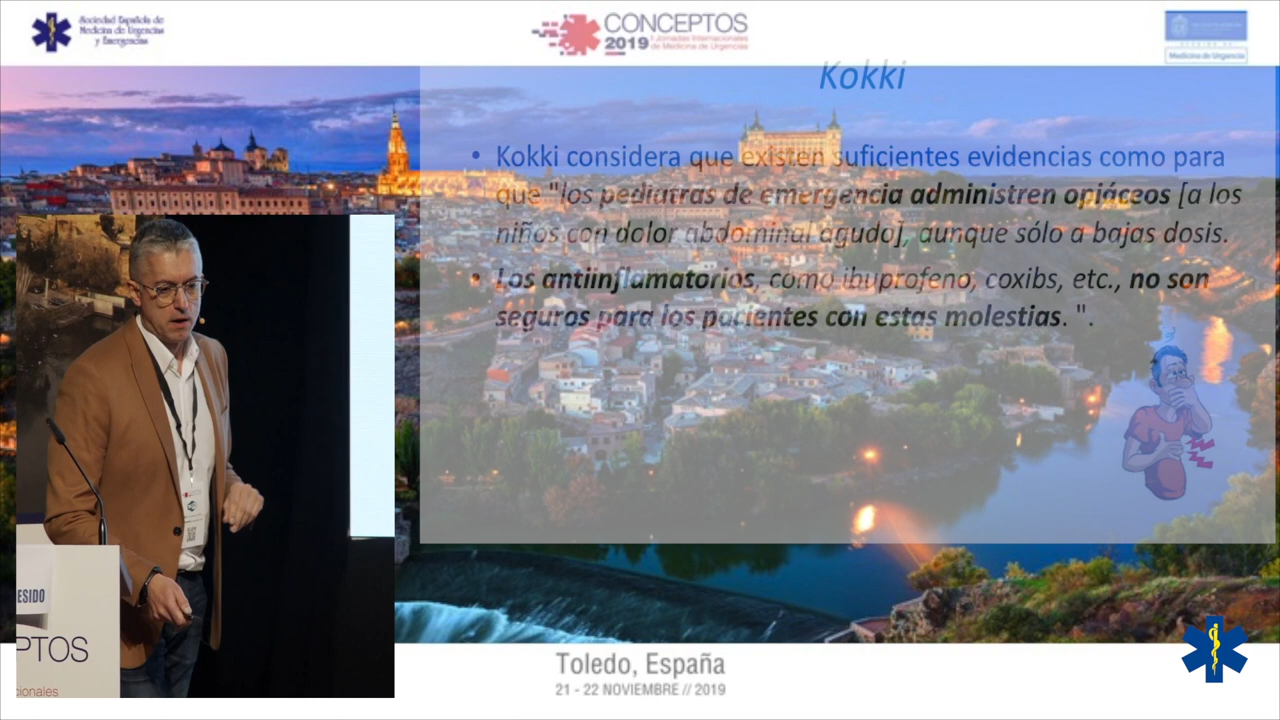 Sociedad Española de
Medicina de Urgencias
y Emergencias
CONCEPTOS
2019 I Jornadas Internacionales
de Medicina de Urgencias
Medicina de Urgencia
Kokki
• Kokki considera que existen suficientes evidencias como para
que "los pediatras de emergencia administren opiáceos [a los
niños con dolor abdominal agudo], aunque sólo a bajas dosis.
• Los antiinflamatorios, como ibuprofeno, coxibs, etc., no son
seguros para los pacientes con estas molestias. ".
ESIDO
PTOS
cionales
Toledo, España
21 - 22 NOVIEMBRE // 2019